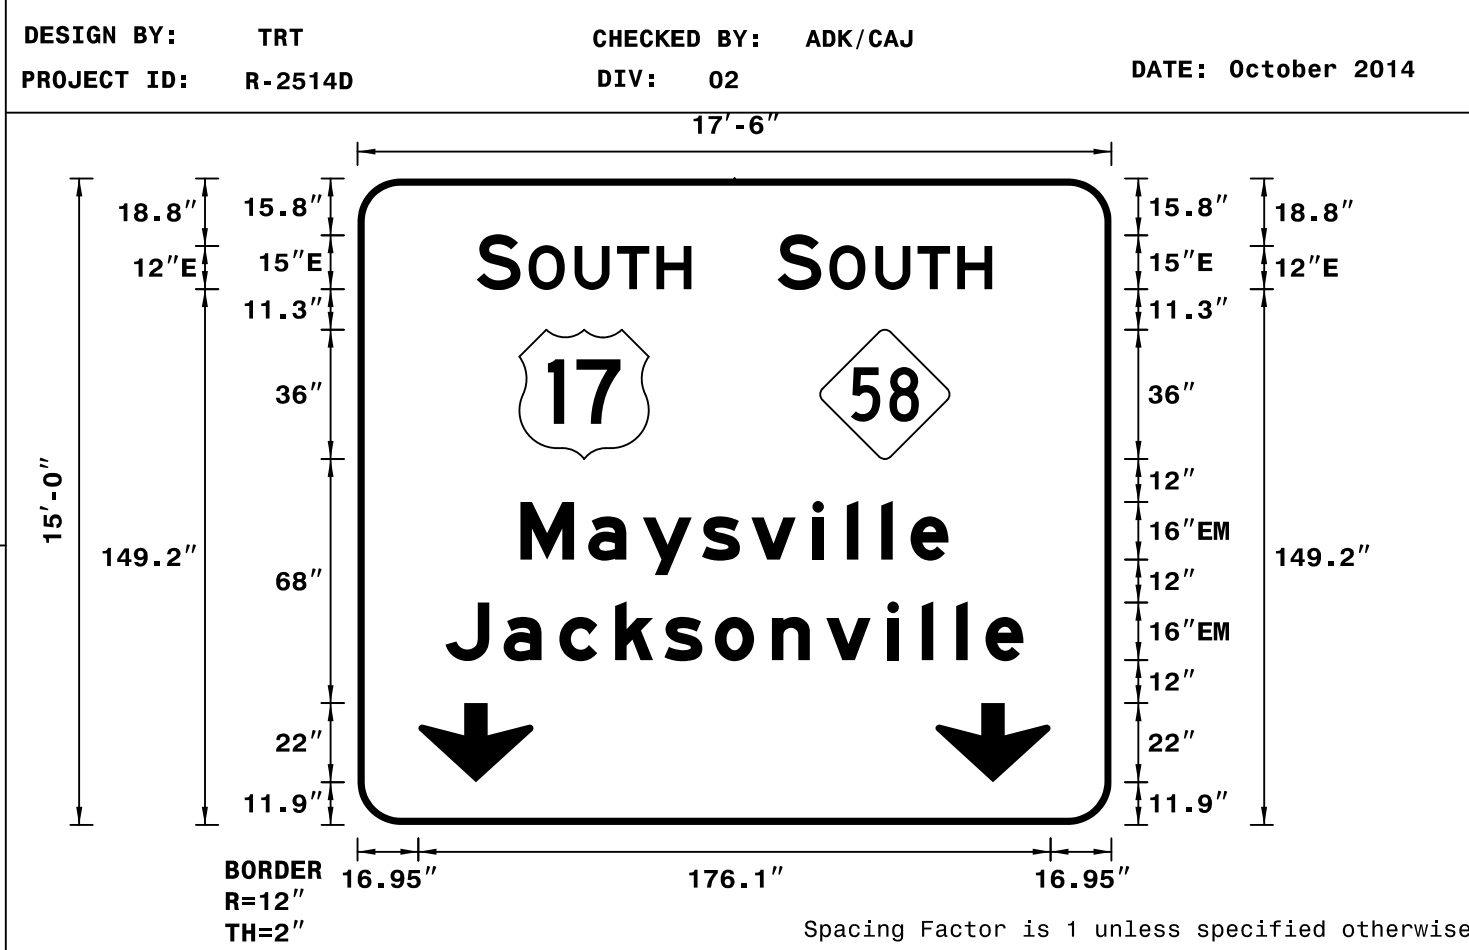 DESIGN BY: TRT CHECKED BY: ADK/CAJ
PROJECT ID: R-2514D DIV: 02 DATE: October 2014
17'-6"
18.8" 15.8" 15.8" 18.8"
SOUTH SOUTH
12"E 15"E 15"E 12"E
11.3" 11.3"
36" 17 58 36"
12"
15'-0"
Maysville 16"EM
149.2" 68" 12" 149.2"
Jacksonville 16"EM
12"
22" 22"
11.9" 11.9"
BORDER 16.95" 176.1" 16.95"
R=12"
TH=2" Spacing Factor is 1 unless specified otherwise